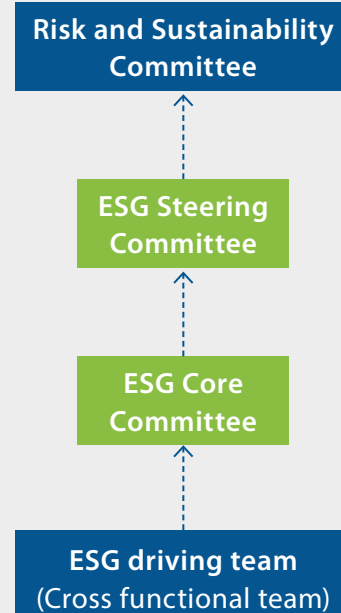 Risk and Sustainability
Committee
ESG Steering
Committee
ESG Core
Committee
ESG driving team
(Cross functional team)